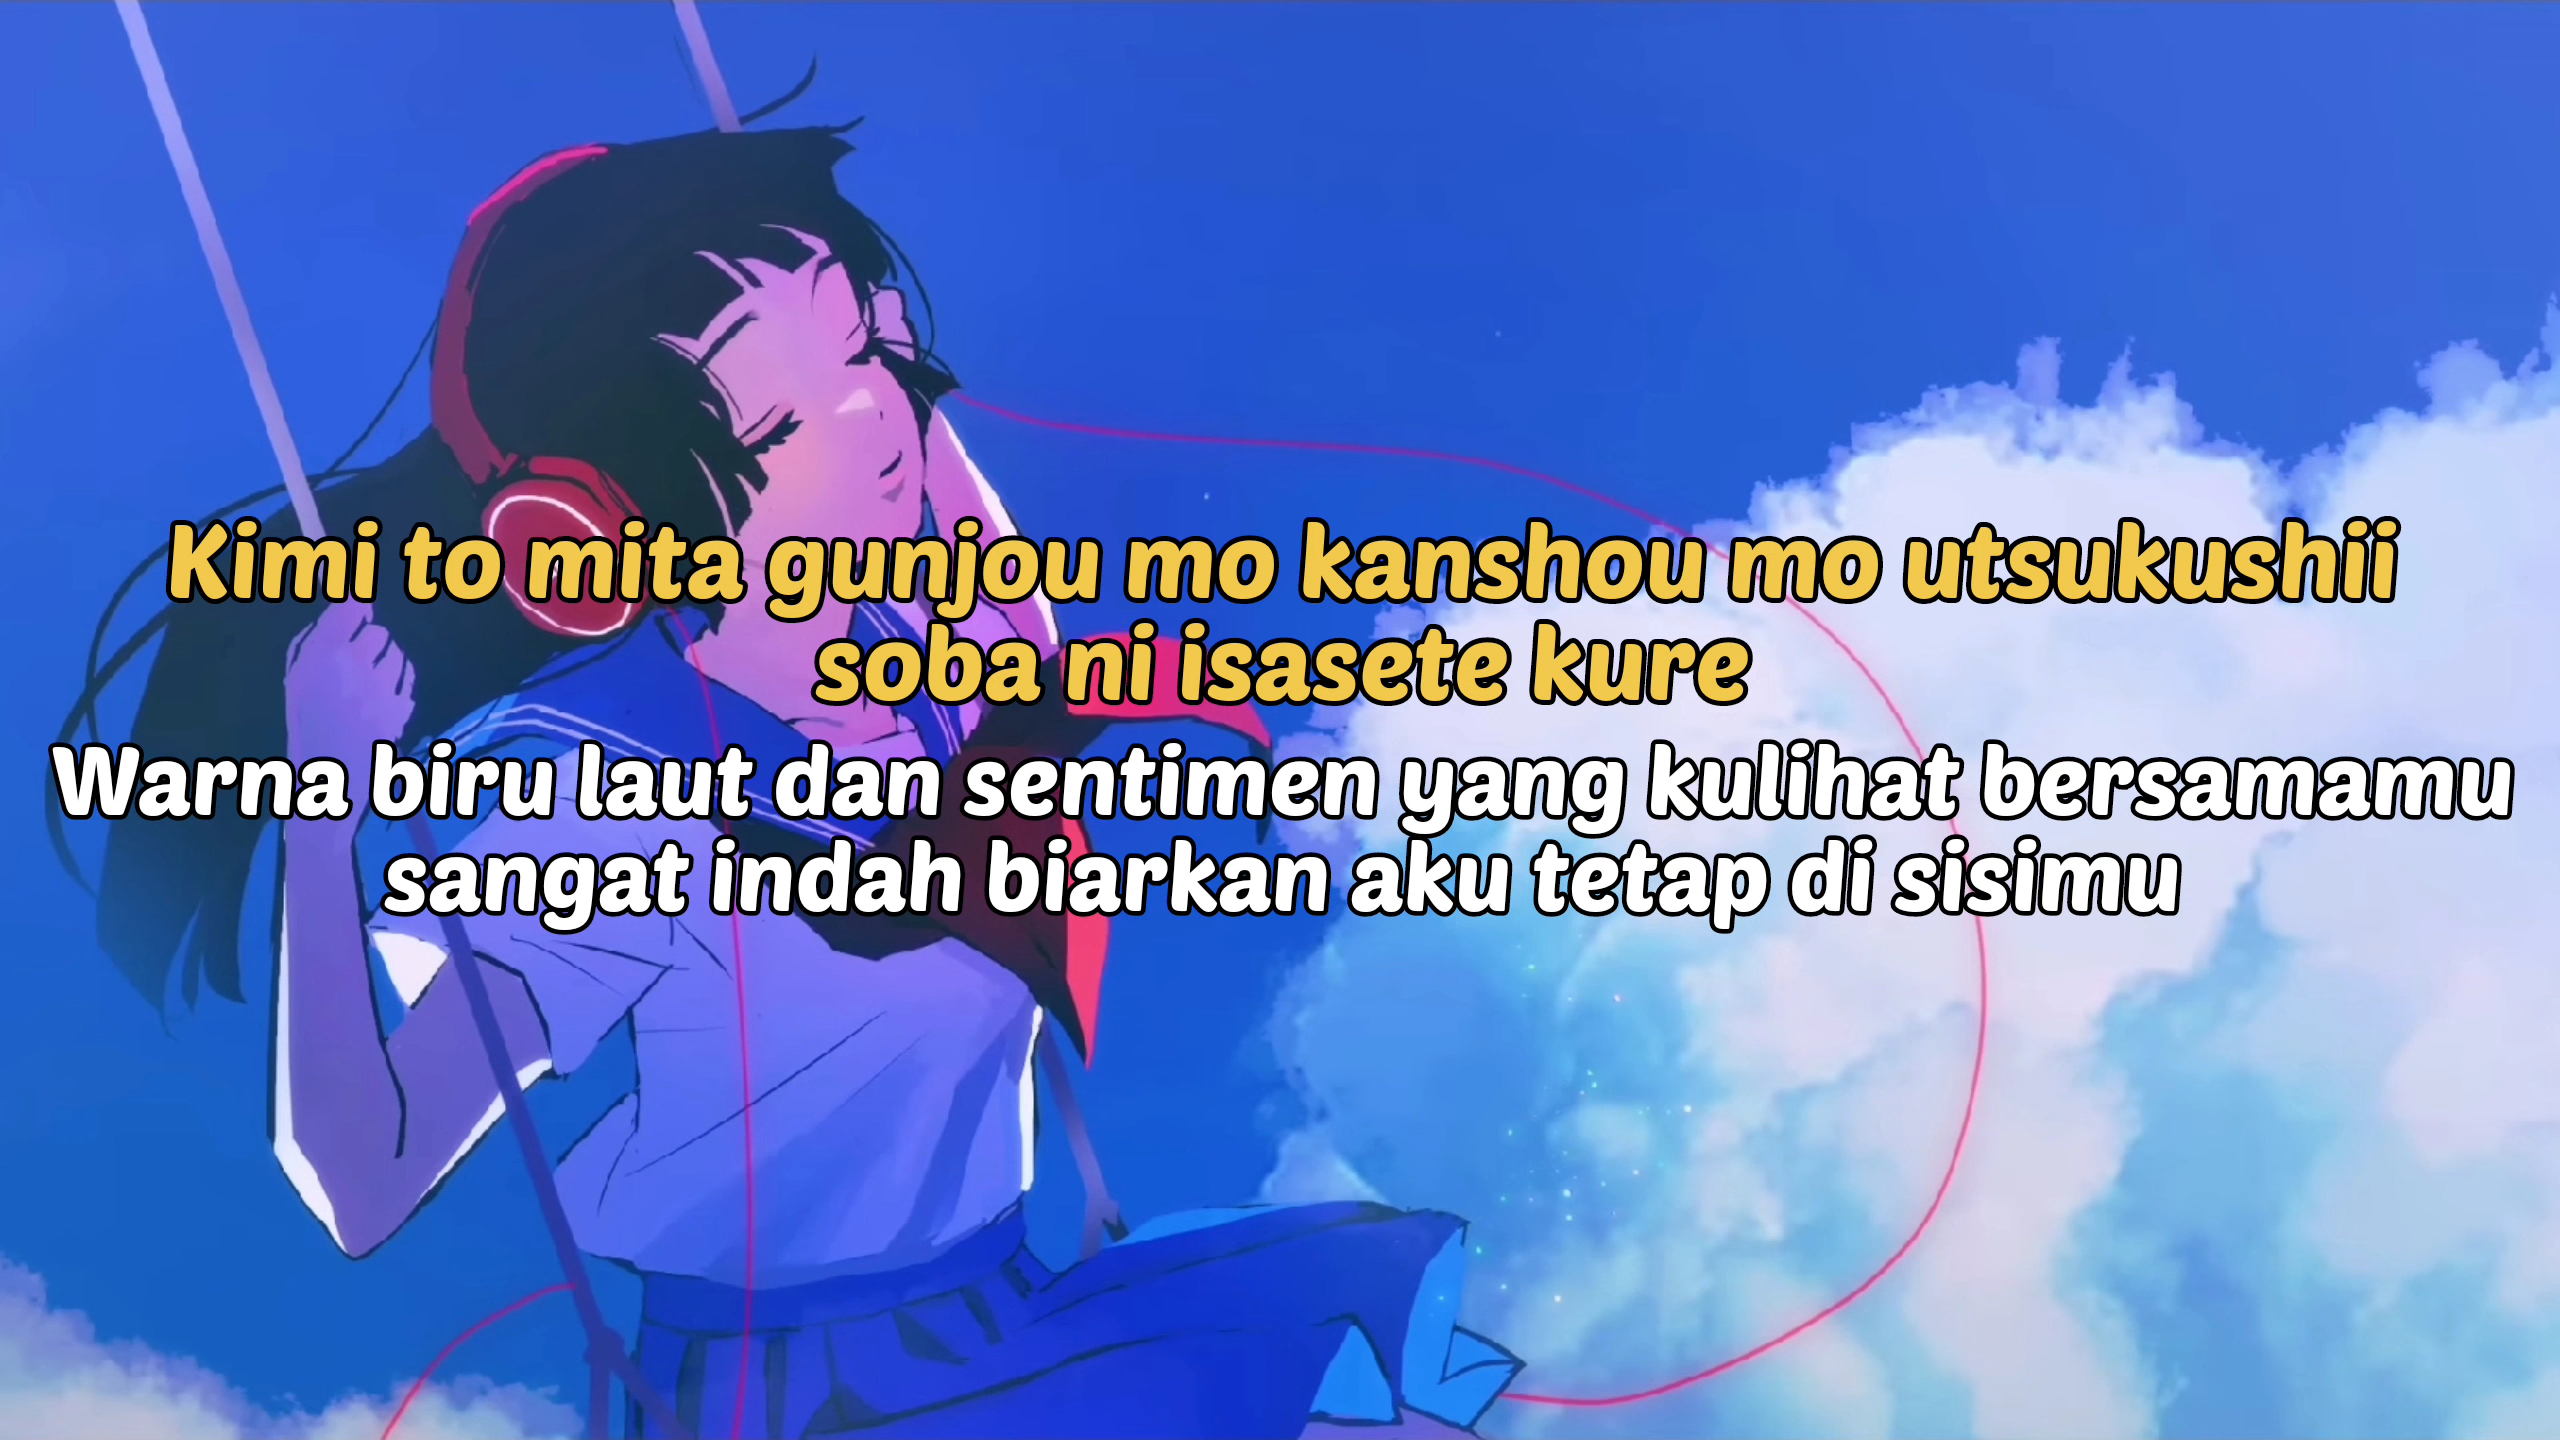 Kimi to mita gunjou mo kanshou mo utsukushii
soba ni isasete kure
Warna biru laut dan sentimen yang kulihat bersamamu
sangat indah biarkan aku tetap di sisimu